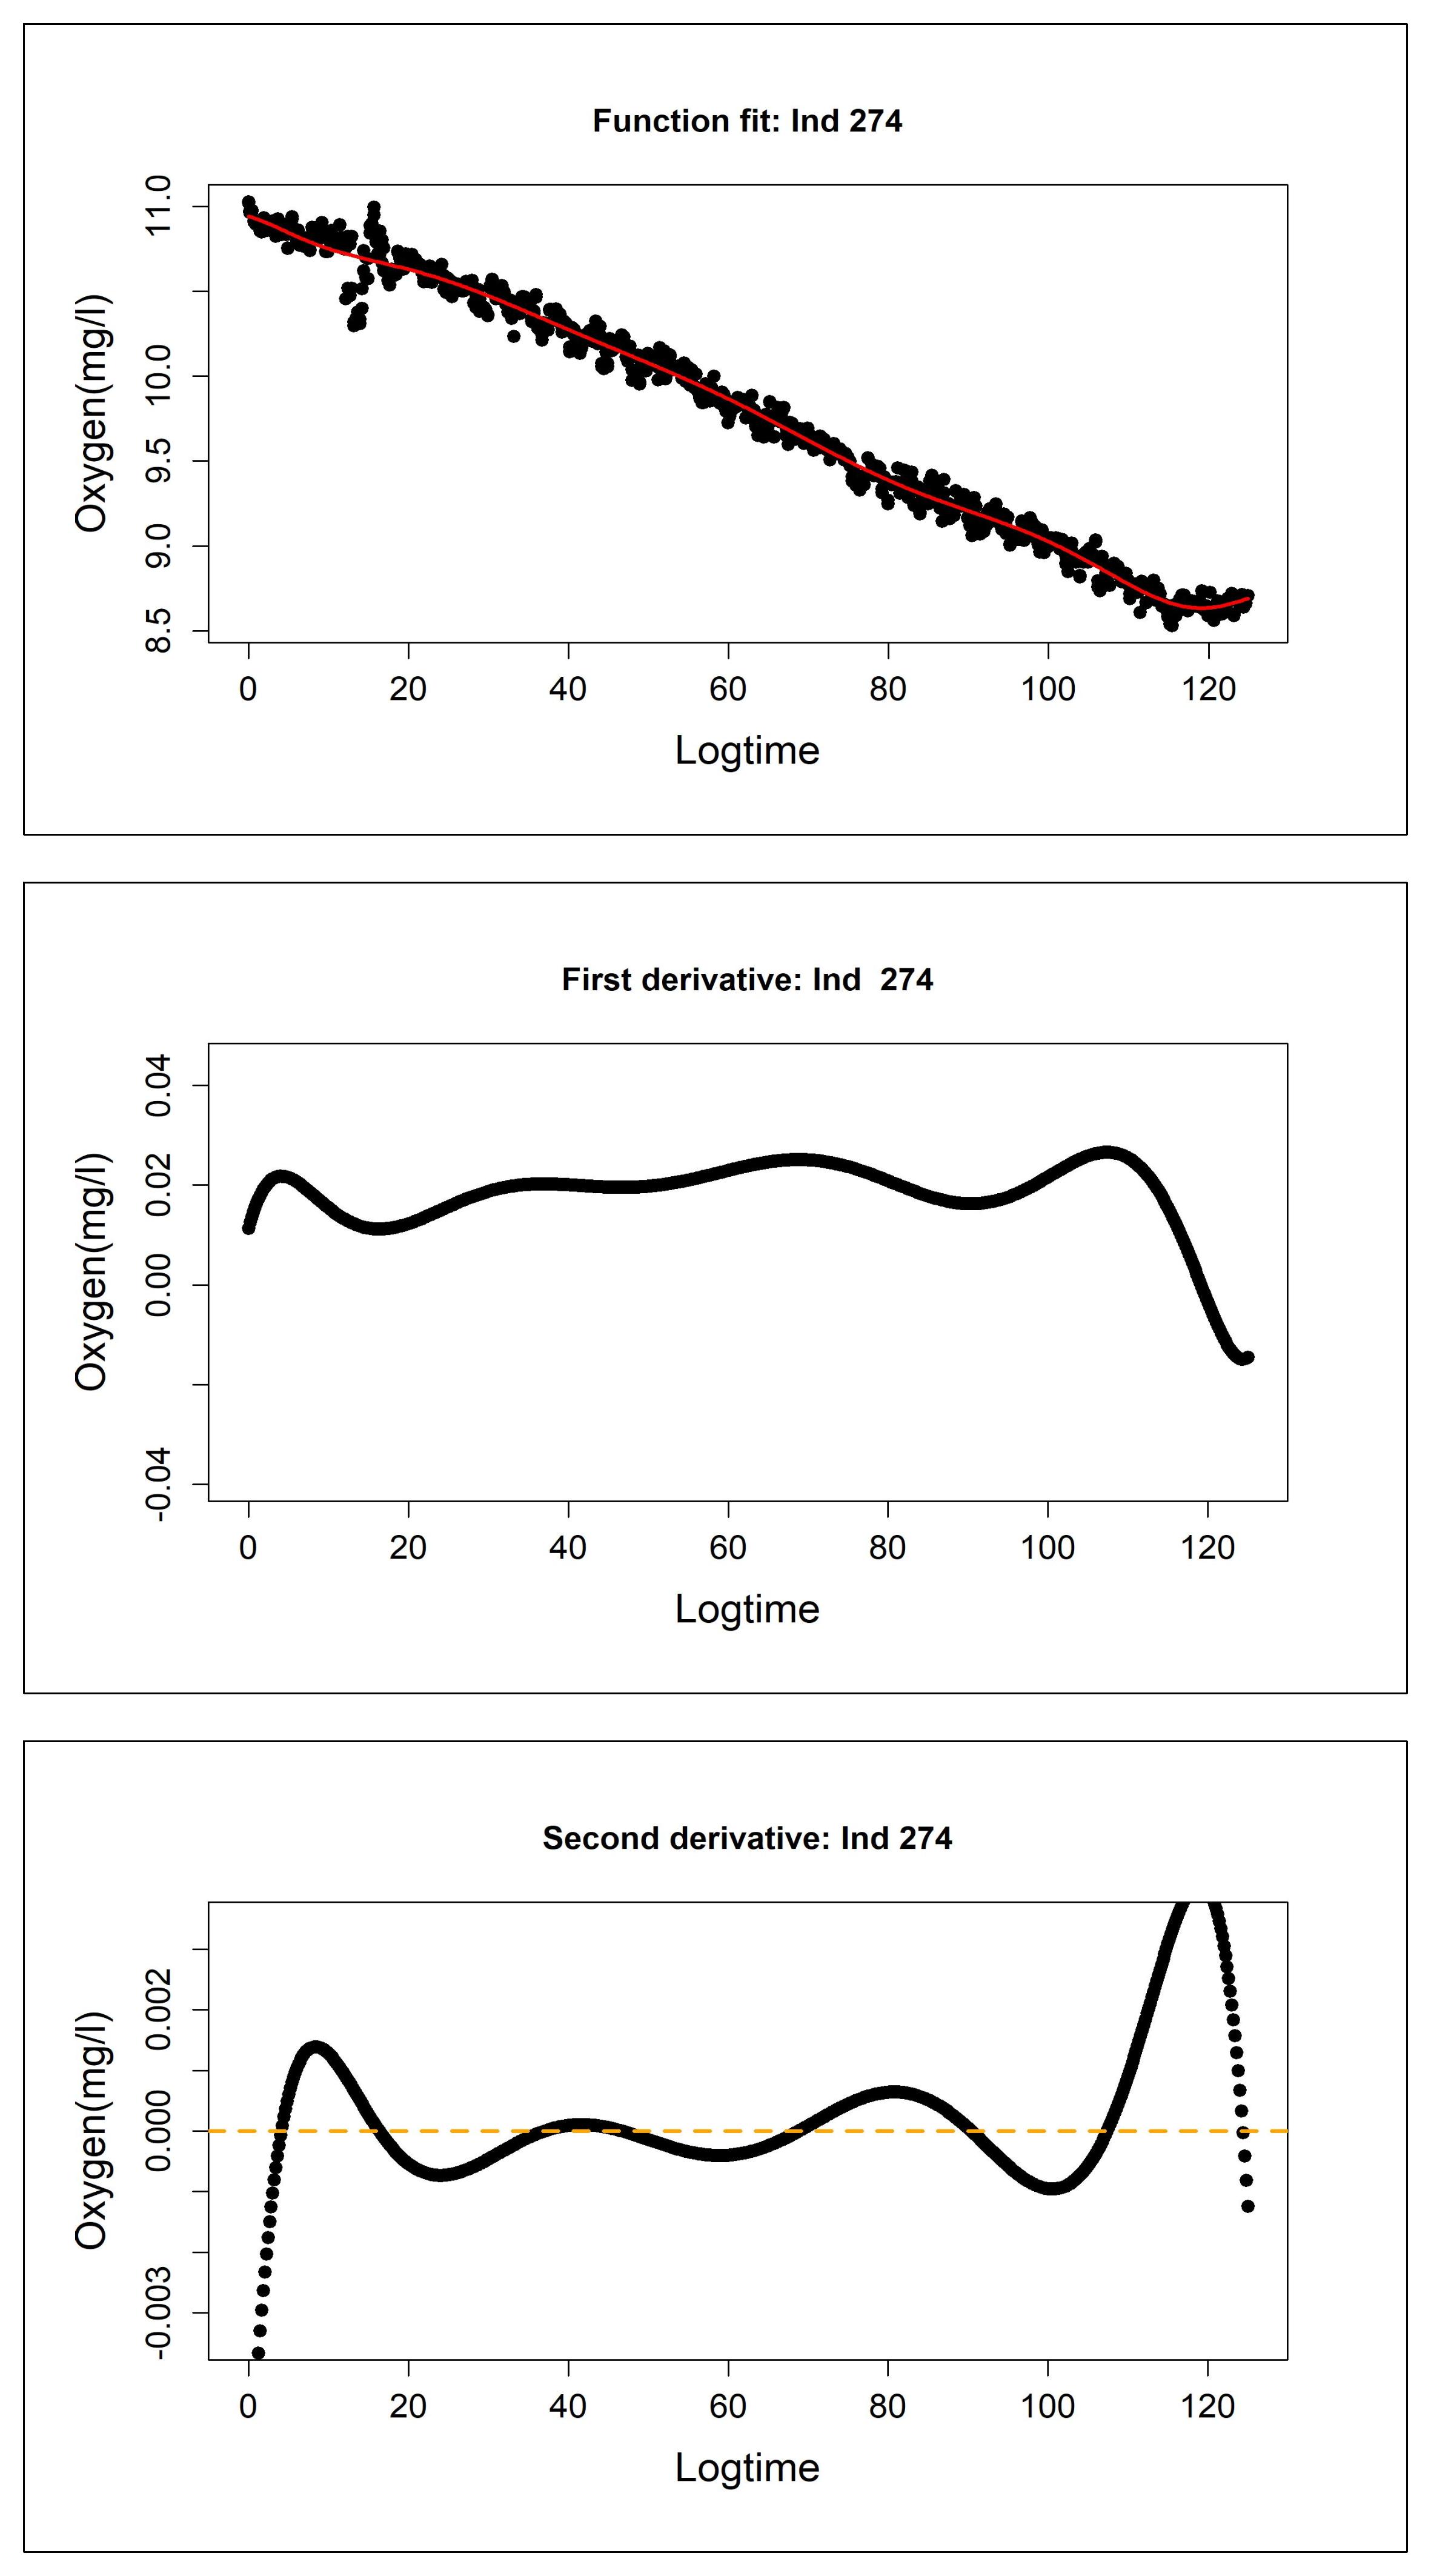 Function fit: Ind 274
Oxygen(mg/l)
11.0
10.0
9.5
9.0
8.5
0 20 40 60 80 100 120
Logtime
First derivative: Ind  274
Oxygen(mg/l)
0.04
0.02
0.00
-0.04
0 20 40 60 80 100 120
Logtime
Second derivative: Ind 274
Oxygen(mg/l)
0.002
0.000
-0.003
0 20 40 60 80 100 120
Logtime